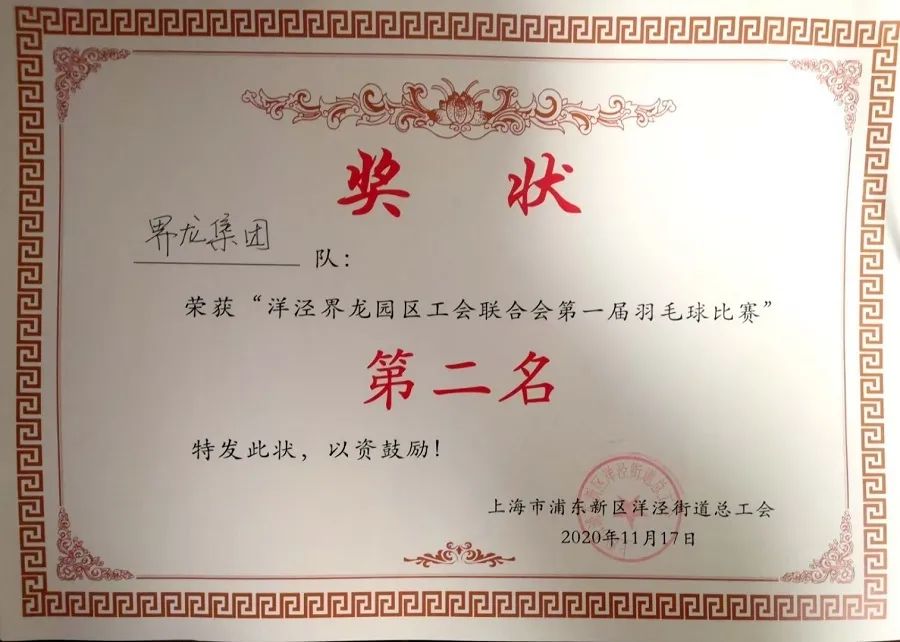 奖状
界龙集团 队：
荣获“洋泾界龙园区工会联合会第一届羽毛球比赛”
第二名
特发此状，以资鼓励！
上海市浦东新区洋泾街道总工会
2020年11月17日